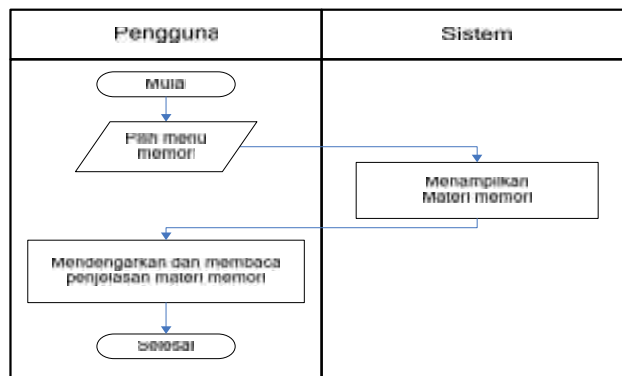 Pengguna
Sistem
Mulai
Pilih menu
memori
Menampilkan
Materi memori
Mendengarkan dan membaca
penjelasan materi memori
Selesai